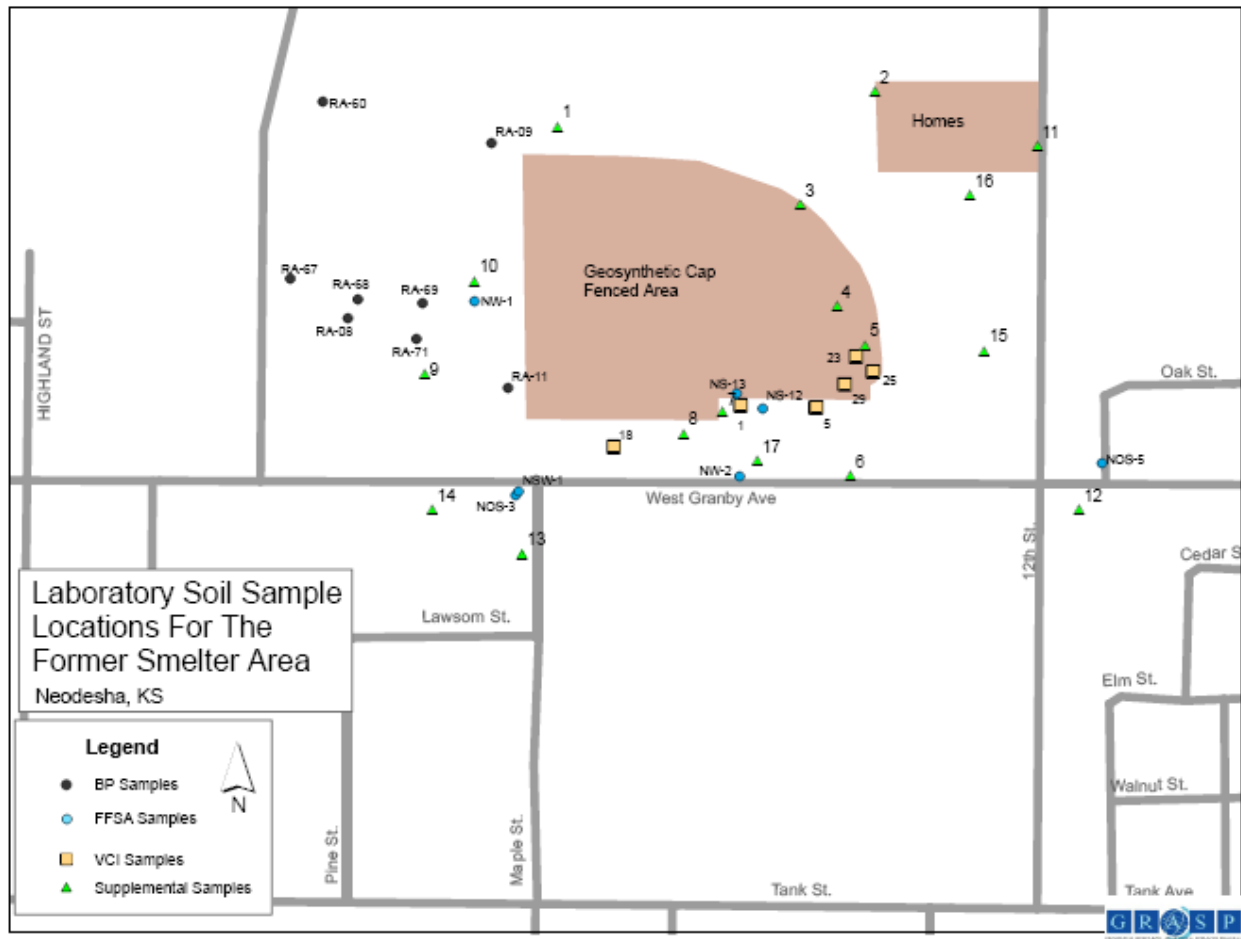 RA-60
RA-09
1
2
Homes
11
16
3
Geosynthetic Cap
Fenced Area
RA-67
RA-68
RA-08
RA-69
RA-71
10
NW-1
9
RA-11
4
5
23
25
29
15
NS-13
NS-12
7
1
5
8
18
17
NW-2
6
HIGHLAND ST
Oak St.
NOS-5
12
West Granby Ave
NSW-1
NOS-3
14
13
12th St.
Cedar S
Laboratory Soil Sample
Locations For The
Former Smelter Area
Neodesha, KS
Lawsom St.
Elm St.
Walnut St.
Legend
N
BP Samples
FFSA Samples
VCI Samples
Supplemental Samples
Pine St.
Maple St.
Tank St.
Tank Ave
GRASP